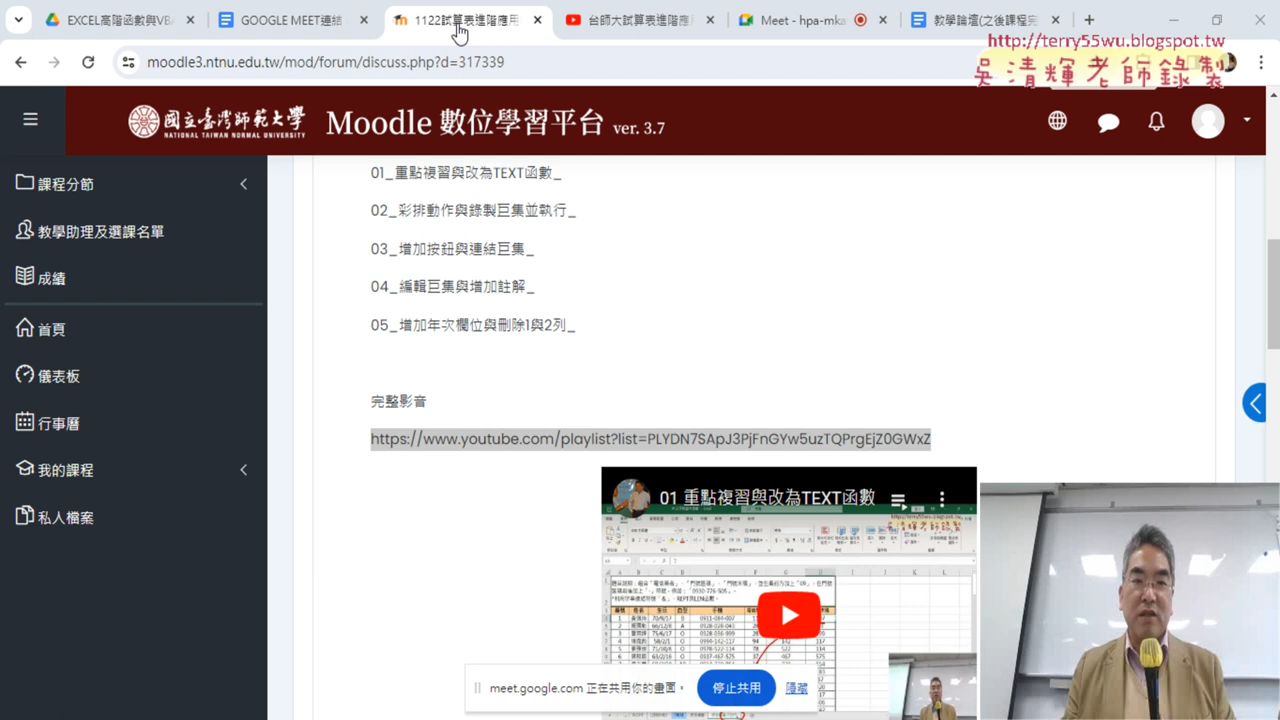 EXCEL高階函數與VBA
GOOGLE MEET連結
1122試算表進階應用
台師大試算表進階應
Meet - hpa-mka
教學論壇(之後課程完
http://terry55wu.blogspot.tw
吳清輝老師錄製
moodle3.ntnu.edu.tw/mod/forum/discuss.php?d=317339
國立臺灣師範大學
NATIONAL TAIWAN NORMAL UNIVERSITY
Moodle 數位學習平台 ver. 3.7
課程分節
教學助理及選課名單
成績
首頁
儀表板
行事曆
我的課程
私人檔案
01_重點複習與改為TEXT函數_
02_彩排動作與錄製巨集並執行_
03_增加按鈕與連結巨集_
04_編輯巨集與增加註解_
05_增加年次欄位與刪除1與2列_
完整影音
https://www.youtube.com/playlist?list=PLYDN7SApJ3PjFnGYw5uzTQPrgEjZ0GWxZ
01 重點複習與改為TEXT函數
meet.google.com 正在共用你的畫面。
停止共用
隱藏